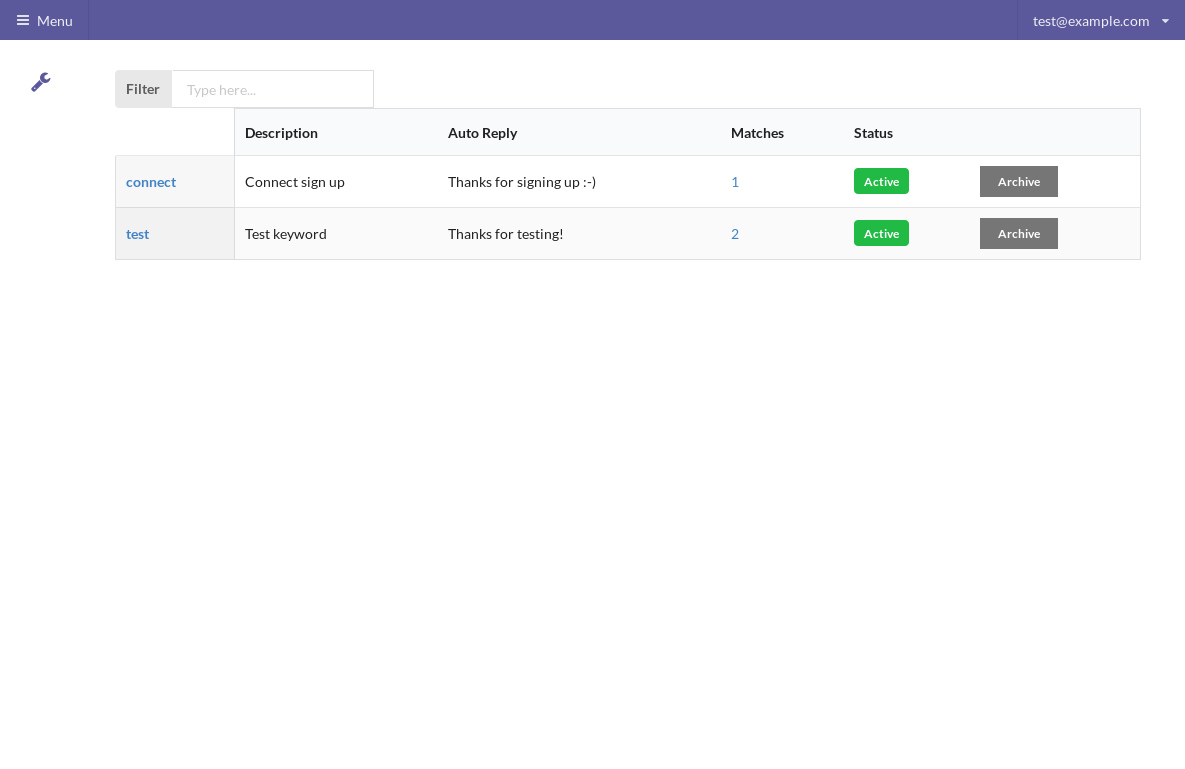 Menu test@example.com
Filter Type here...
Description Auto Reply Matches Status
connect Connect sign up Thanks for signing up :-) 1 Active Archive
test Test keyword Thanks for testing! 2 Active Archive